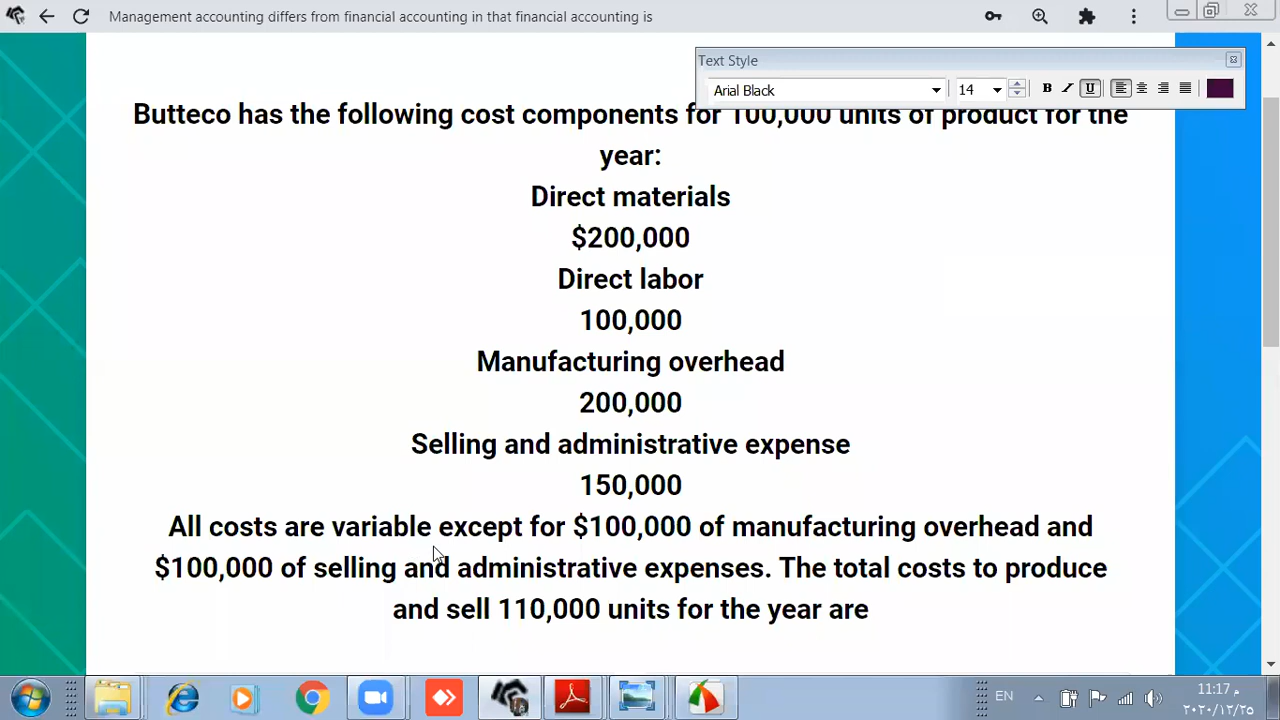 Management accounting differs from financial accounting in that financial accounting is
Text Style
Arial Black
14
B
I
U
Butteco has the following cost components for 100,000 units of product for the
year:
Direct materials
$200,000
Direct labor
100,000
Manufacturing overhead
200,000
Selling and administrative expense
150,000
All costs are variable except for $100,000 of manufacturing overhead and
$100,000 of selling and administrative expenses. The total costs to produce
and sell 110,000 units for the year are
EN
11:17 م
٢٠٢٠/١٢/٢٥